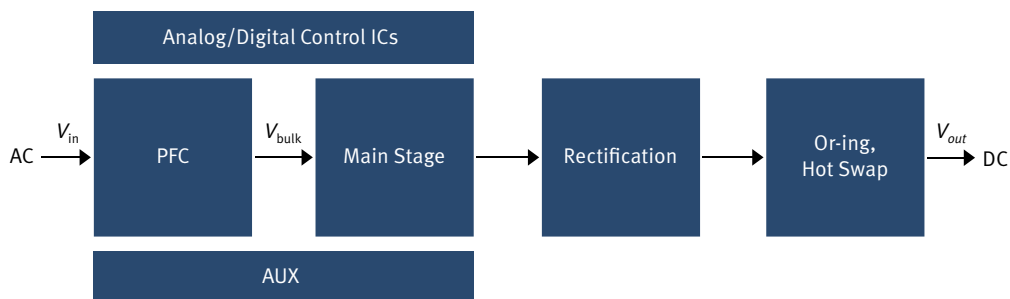 Analog/Digital Control ICs
AC
Vin
PFC
Vbulk
Main Stage
Rectification
Or-ing,
Hot Swap
Vout
DC
AUX